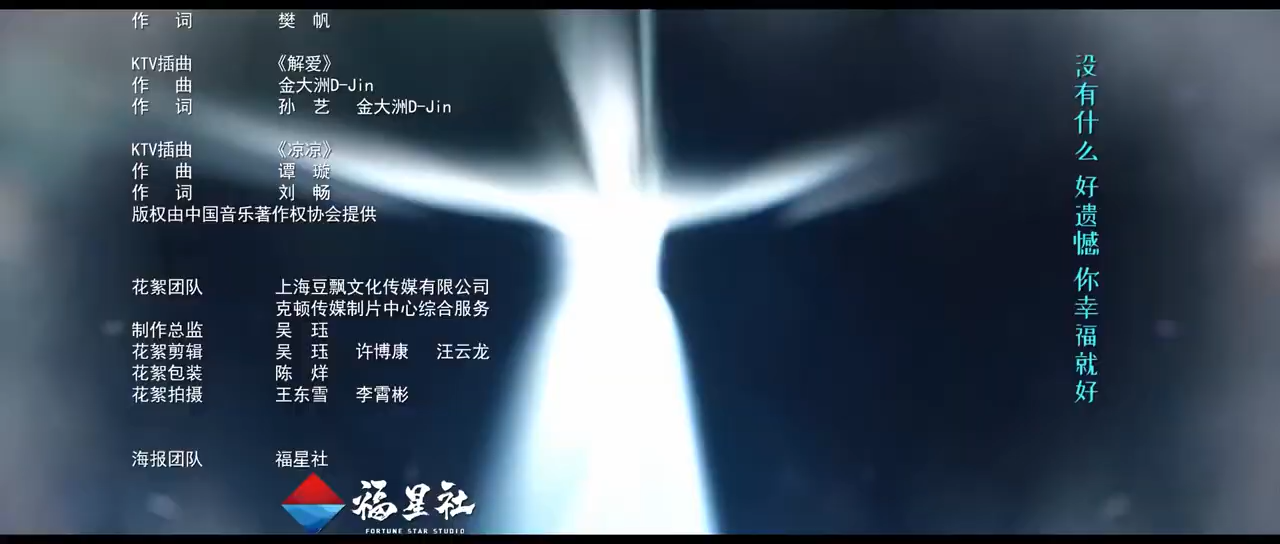 作 词 樊 帆
KTV插曲 《解爱》
作 曲 金大洲D-Jin
作 词 孙 艺 金大洲D-Jin
KTV插曲 《凉凉》
作 曲 谭 璇
作 词 刘 畅
版权由中国音乐著作权协会提供
花絮团队 上海豆飘文化传媒有限公司
克顿传媒制片中心综合服务
制作总监 吴 珏
花絮剪辑 吴 珏 许博康 汪云龙
花絮包装 陈 烊
花絮拍摄 王东雪 李霄彬
海报团队 福星社
福星社
FORTUNE STAR STUDIO
没有什么 好遗憾 你幸福就好